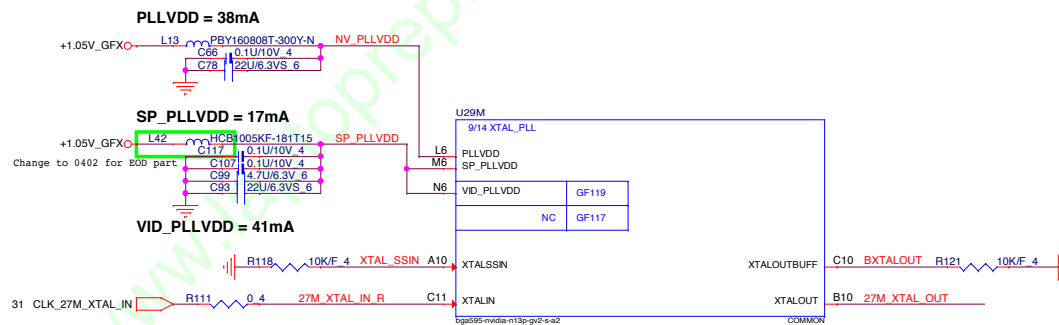 PLLVDD = 38mA
+1.05V_GFX L13 PBY160808T-300Y-N NV_PLLVDD
C66 0.1U/10V_4
C78 22U/6.3VS_6
SP_PLLVDD = 17mA
+1.05V_GFX L42 HCB1005KF-181T15 SP_PLLVDD
Change to 0402 for EOD part
C117 0.1U/10V_4
C107 0.1U/10V_4
C99 4.7U/6.3V_6
C93 22U/6.3VS_6
VID_PLLVDD = 41mA
U29M
9/14 XTAL_PLL
L6 PLLVDD
M6 SP_PLLVDD
N6 VID_PLLVDD GF119
NC GF117
R118 10K/F_4 XTAL_SSIN A10 XTALSSIN
XTALOUTBUFF C10 BXTALOUT R121 10K/F_4
31 CLK_27M_XTAL_IN R111 0_4 27M_XTAL_IN_R C11 XTALIN
XTALOUT B10 27M_XTAL_OUT
bga595-nvidia-n13p-gv2-s-a2 COMMON